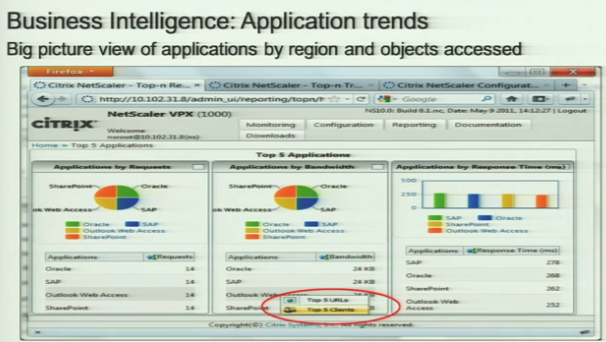 Business Intelligence: Application trends
Big picture view of applications by region and objects accessed
Firefox
Citrix NetScaler - Top-n Re...
Citrix NetScaler - Top-n Tr...
Citrix NetScaler Configurat...
http://10.102.31.8/admin_ui/reporting/topn/
Google
NetScaler VPX (1000)
NS10.0: Build 8.1.nc, Date: May 9 2011, 14:12:27 | Logout
CITRIX
Welcome
nsroot@10.102.31.8(ns)
Monitoring Configuration Reporting Documentation
Downloads
Home > Top 5 Applications
Top 5 Applications
Applications by Requests
SharePoint Oracle
ok Web Access SAP
Oracle SAP
Outlook Web Access
SharePoint
Applications Requests
Oracle 14
SAP 14
Outlook Web Access 14
SharePoint 14
Applications by Bandwidth
SharePoint Oracle
ok Web Access SAP
Oracle SAP
Outlook Web Access
SharePoint
Applications Bandwidth
Oracle 24 KB
SAP 24 KB
Outlook Web Access
SharePoint
Top 5 URLs
Top 5 Clients
Applications by Response Time (ms)
500
250
0
SAP Oracle
Outlook Web Access
SharePoint
Applications Response Time (ms)
SAP 278
Oracle 268
SharePoint 262
Outlook Web Access 252
Copyright(©) Citrix Systems, Inc. All rights reserved.